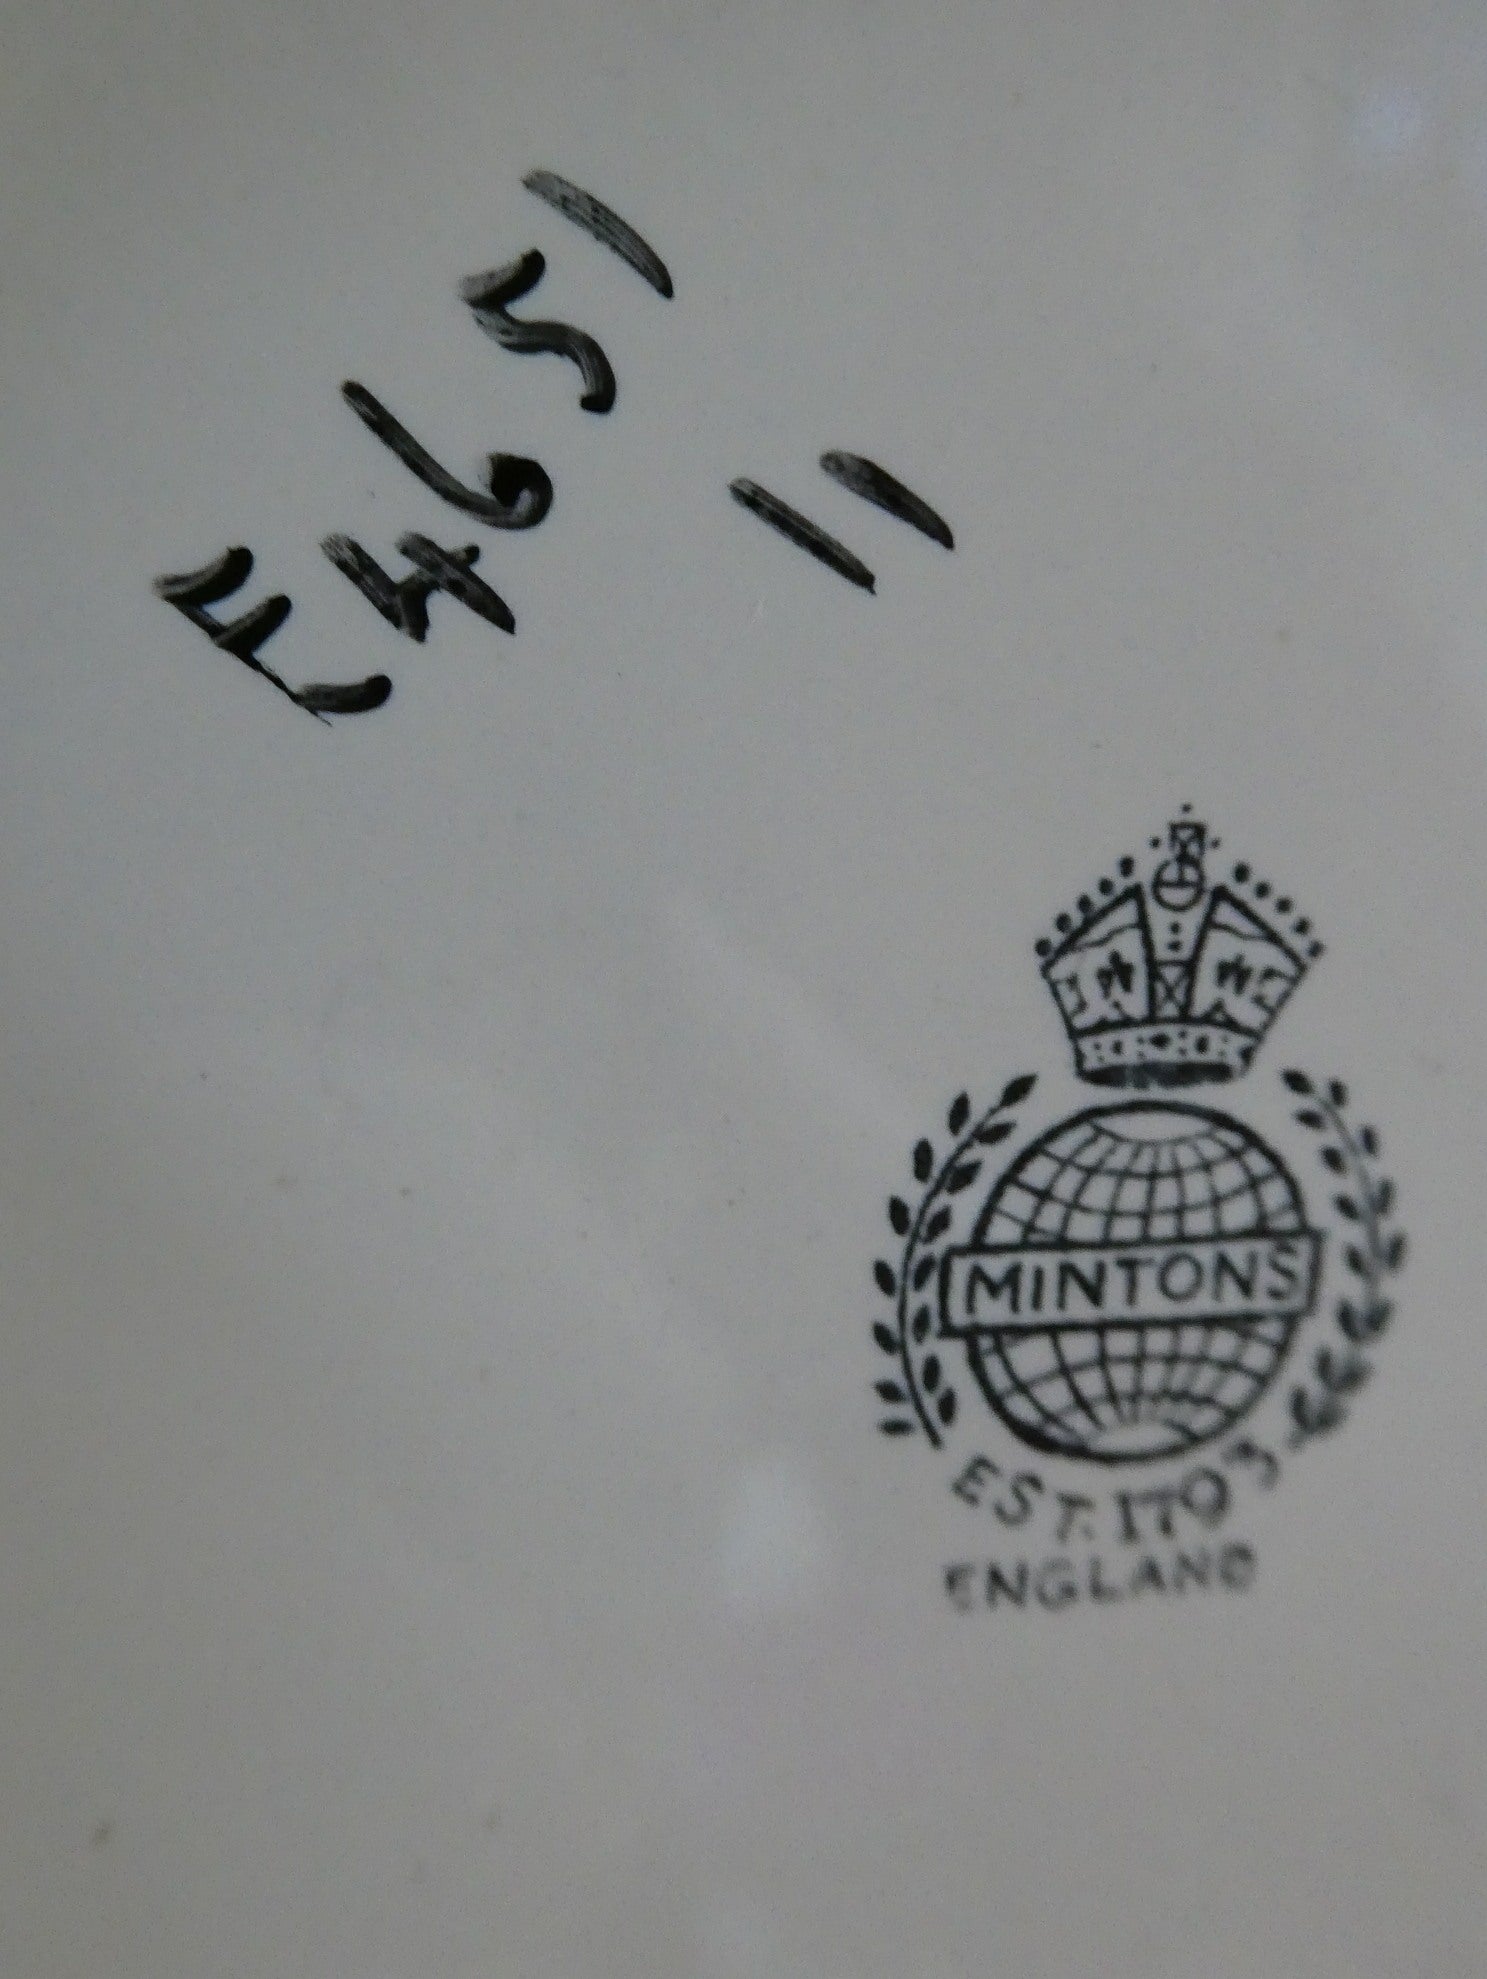 E4651
11
MINTONS
EST. 1793
ENGLAND